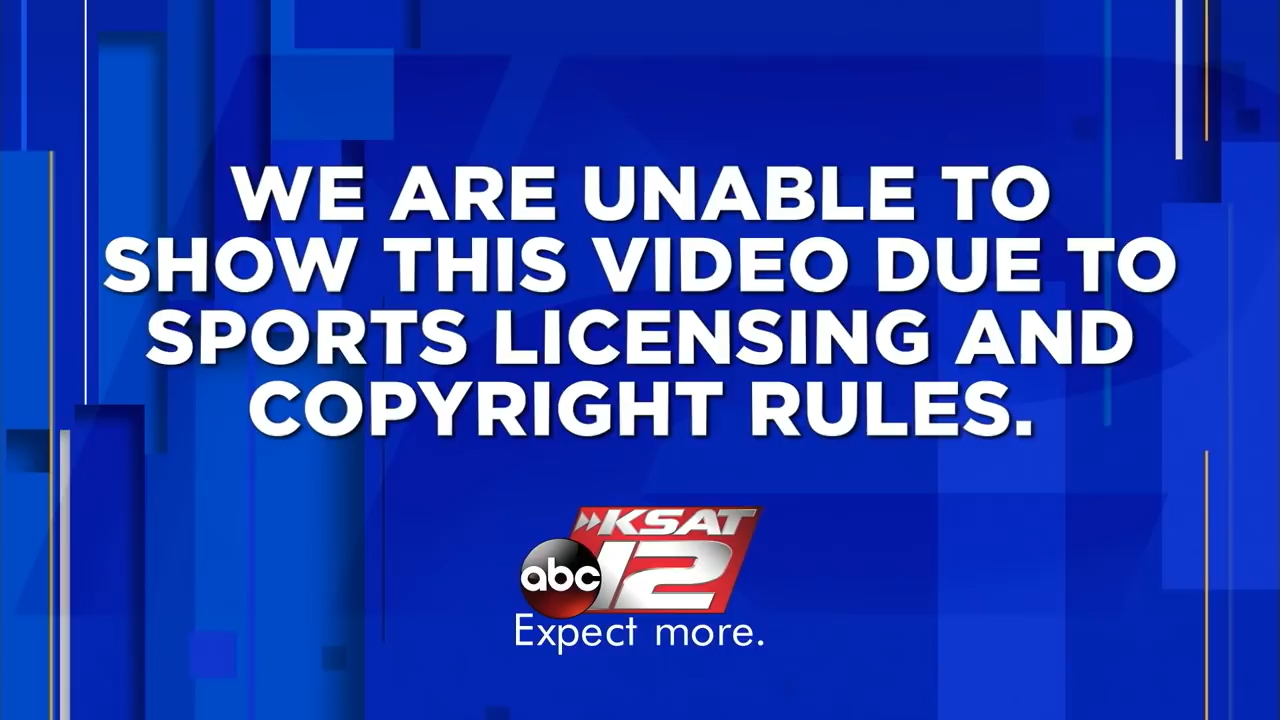 WE ARE UNABLE TO
SHOW THIS VIDEO DUE TO
SPORTS LICENSING AND
COPYRIGHT RULES.
KSAT
abc 12
Expect more.